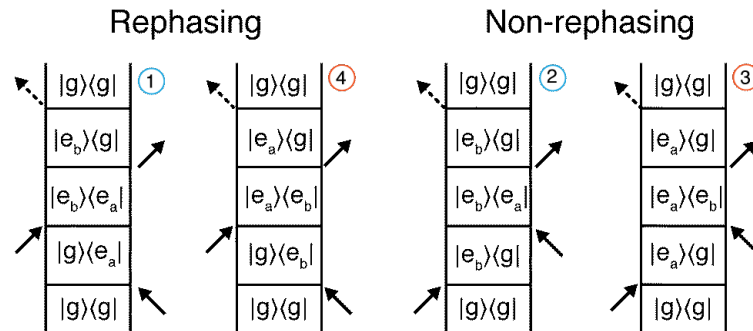 Rephasing Non-rephasing
|g⟩⟨g| 1 |g⟩⟨g| 4 |g⟩⟨g| 2 |g⟩⟨g| 3
|e_b⟩⟨g| |e_a⟩⟨g| |e_b⟩⟨g| |e_a⟩⟨g|
|e_b⟩⟨e_a| |e_a⟩⟨e_b| |e_b⟩⟨e_a| |e_a⟩⟨e_b|
|g⟩⟨e_a| |g⟩⟨e_b| |e_b⟩⟨g| |e_a⟩⟨g|
|g⟩⟨g| |g⟩⟨g| |g⟩⟨g| |g⟩⟨g|